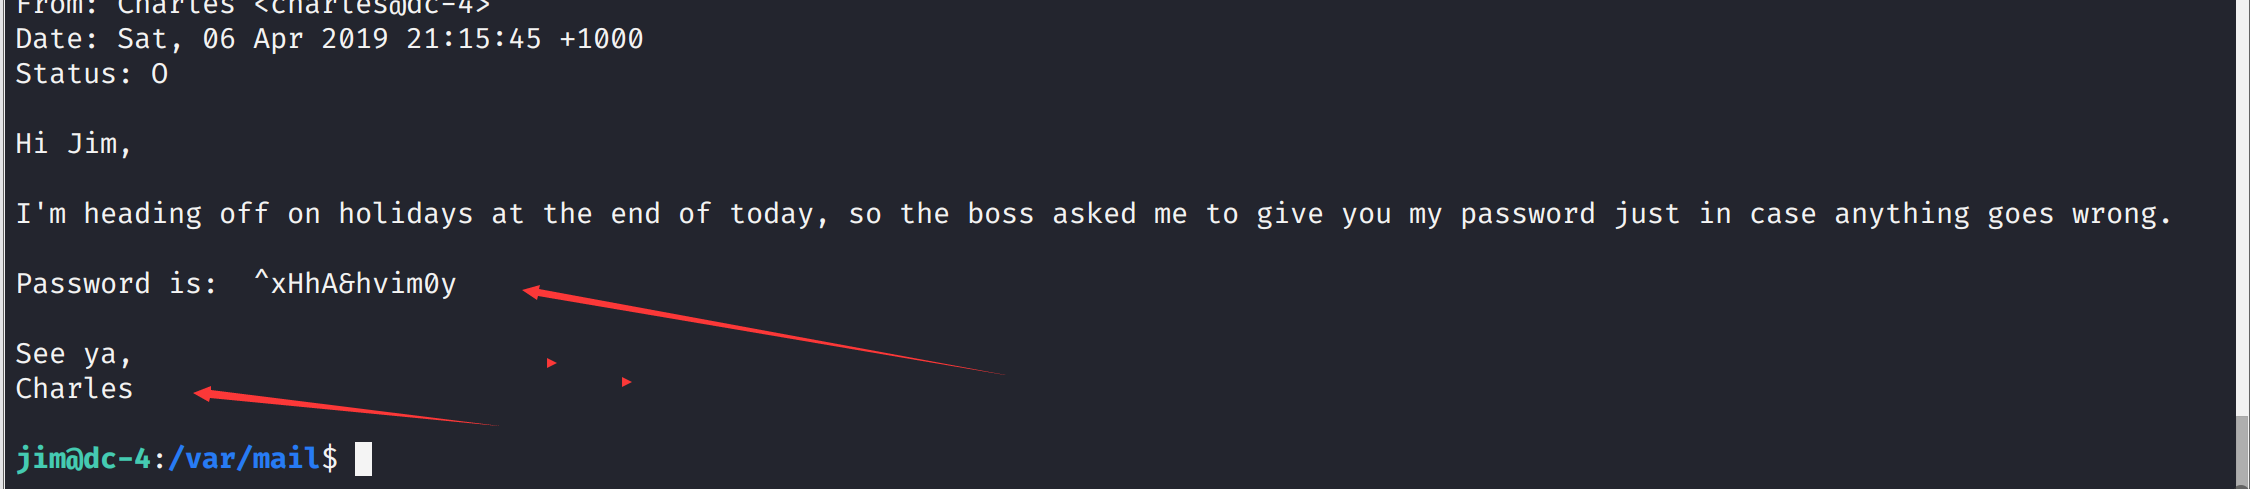 From: Charles <charles@dc-4>
Date: Sat, 06 Apr 2019 21:15:45 +1000
Status: O
Hi Jim,
I'm heading off on holidays at the end of today, so the boss asked me to give you my password just in case anything goes wrong.
Password is:  ^xHhA&hvim0y
See ya,
Charles
jim@dc-4:/var/mail$